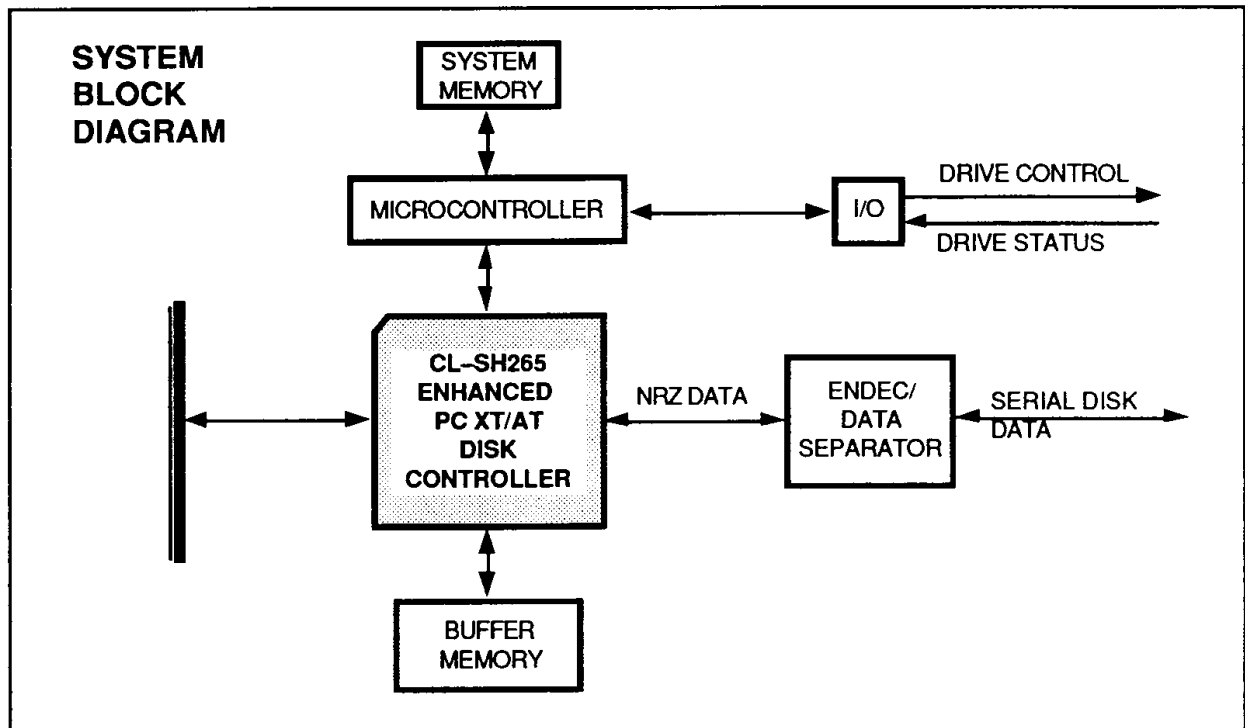 SYSTEM
BLOCK
DIAGRAM
SYSTEM
MEMORY
MICROCONTROLLER
I/O
DRIVE CONTROL
DRIVE STATUS
CL–SH265
ENHANCED
PC XT/AT
DISK
CONTROLLER
NRZ DATA
ENDEC/
DATA
SEPARATOR
SERIAL DISK
DATA
BUFFER
MEMORY